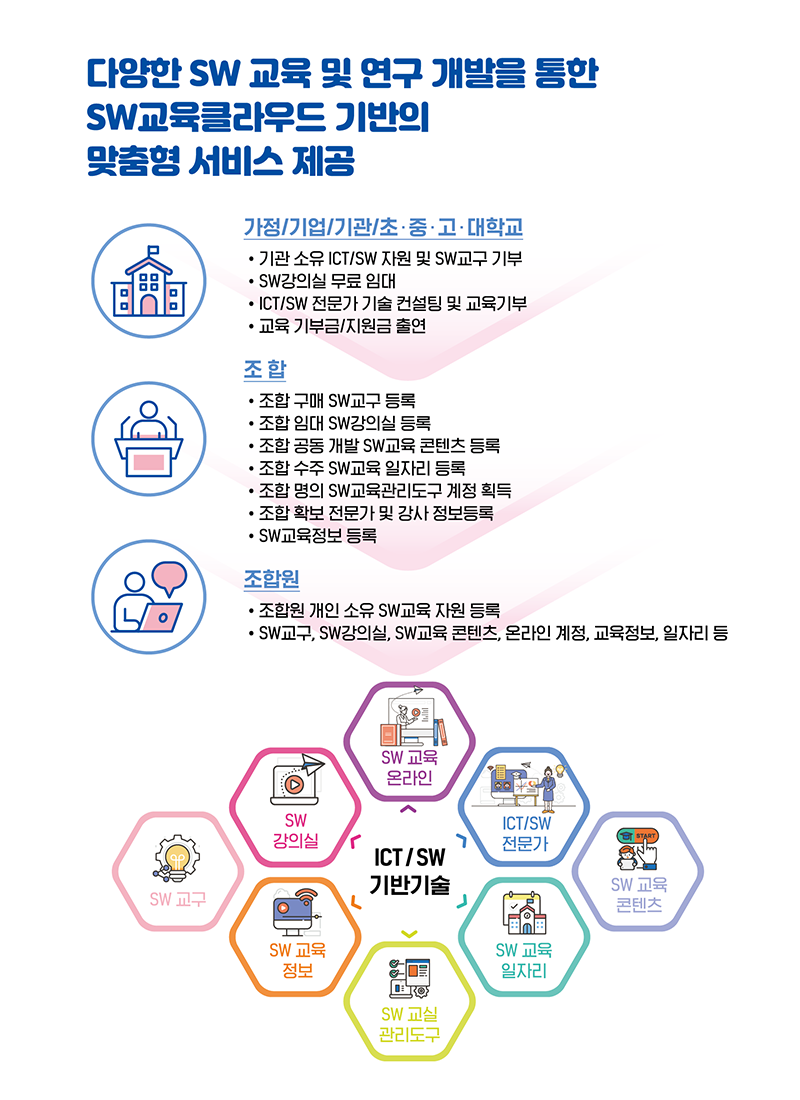 다양한 SW 교육 및 연구 개발을 통한
SW교육클라우드 기반의
맞춤형 서비스 제공
가정/기업/기관/초·중·고·대학교
• 기관 소유 ICT/SW 자원 및 SW교구 기부
• SW강의실 무료 임대
• ICT/SW 전문가 기술 컨설팅 및 교육기부
• 교육 기부금/지원금 출연
조 합
• 조합 구매 SW교구 등록
• 조합 임대 SW강의실 등록
• 조합 공동 개발 SW교육 콘텐츠 등록
• 조합 수주 SW교육 일자리 등록
• 조합 명의 SW교육관리도구 계정 획득
• 조합 확보 전문가 및 강사 정보등록
• SW교육정보 등록
조합원
• 조합원 개인 소유 SW교육 자원 등록
• SW교구, SW강의실, SW교육 콘텐츠, 온라인 계정, 교육정보, 일자리 등
SW 교육
온라인
SW
강의실
ICT/SW
전문가
SW 교구
ICT / SW
기반기술
START
SW 교육
콘텐츠
SW 교육
정보
SW 교육
일자리
SW 교실
관리도구